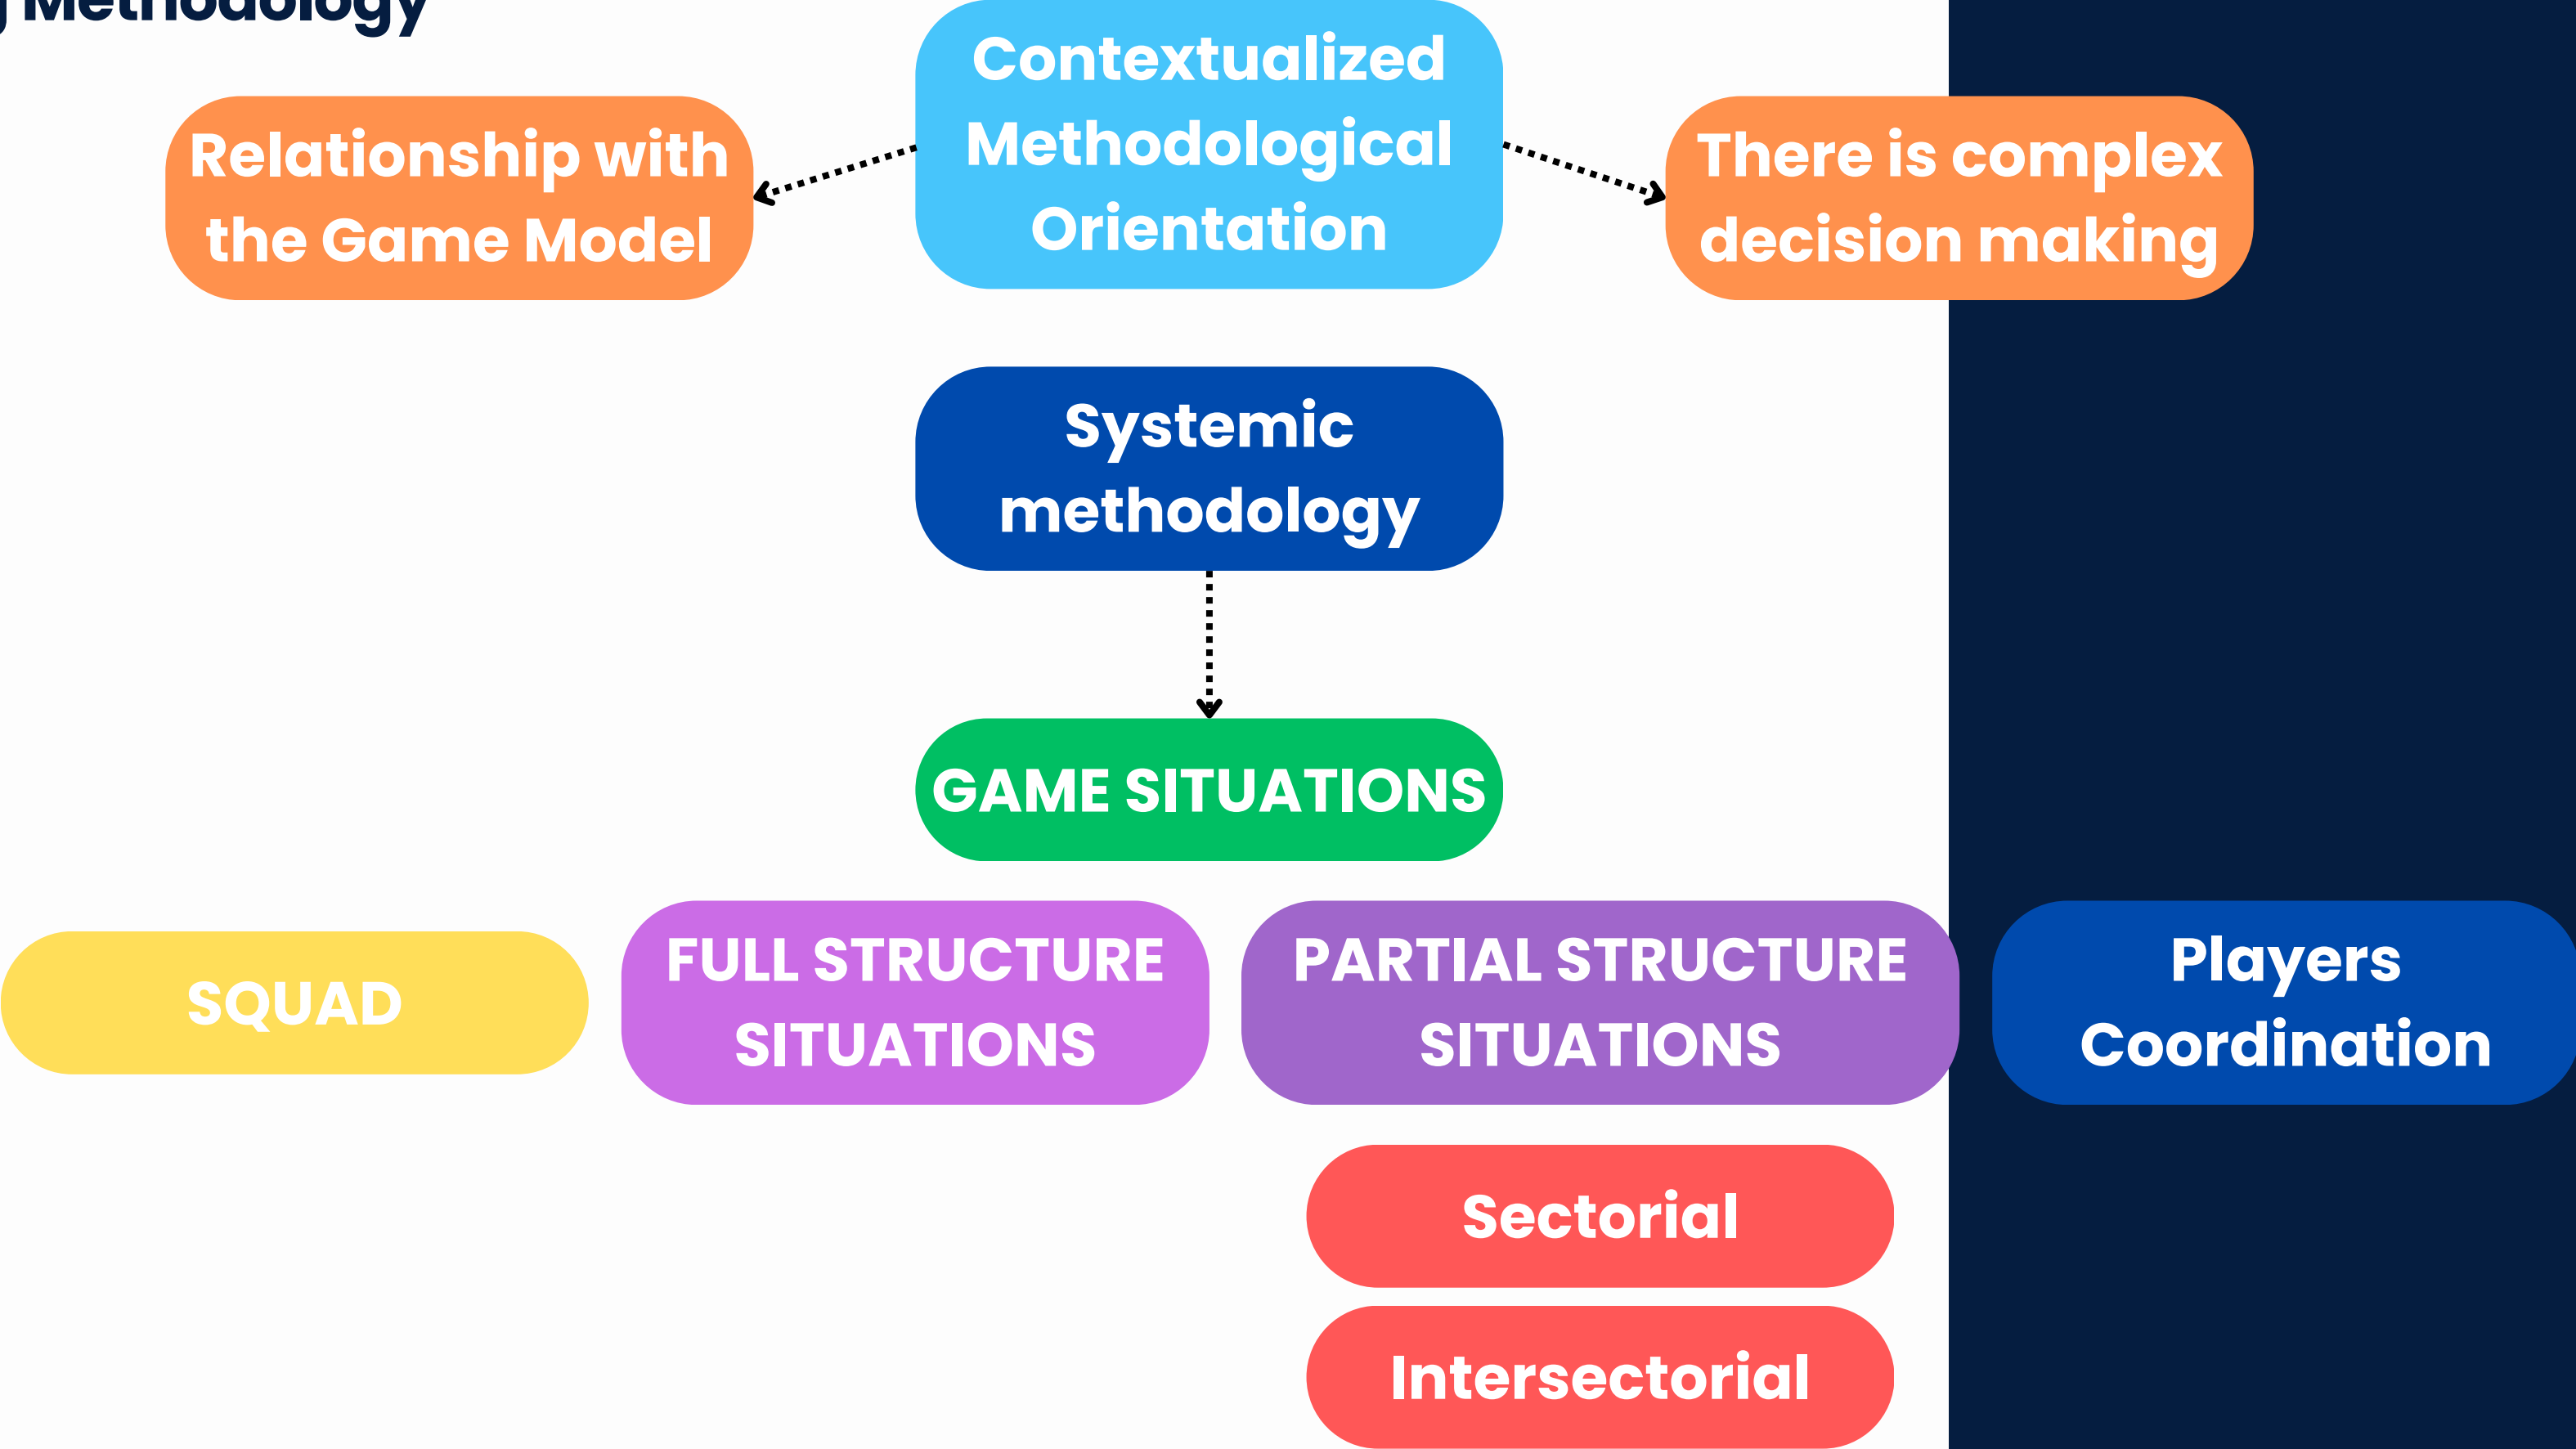 Methodology
Contextualized
Methodological
Orientation
Relationship with
the Game Model
There is complex
decision making
Systemic
methodology
GAME SITUATIONS
SQUAD
FULL STRUCTURE
SITUATIONS
PARTIAL STRUCTURE
SITUATIONS
Players
Coordination
Sectorial
Intersectorial